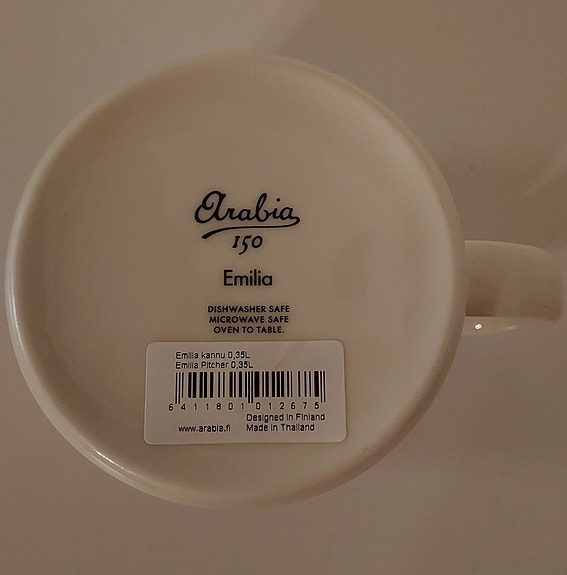 Arabia
150
Emilia
DISHWASHER SAFE
MICROWAVE SAFE
OVEN TO TABLE.
Emilia kannu 0,35L
Emilia Pitcher 0,35L
6 411801 012675
Designed in Finland
www.arabia.fi Made in Thailand